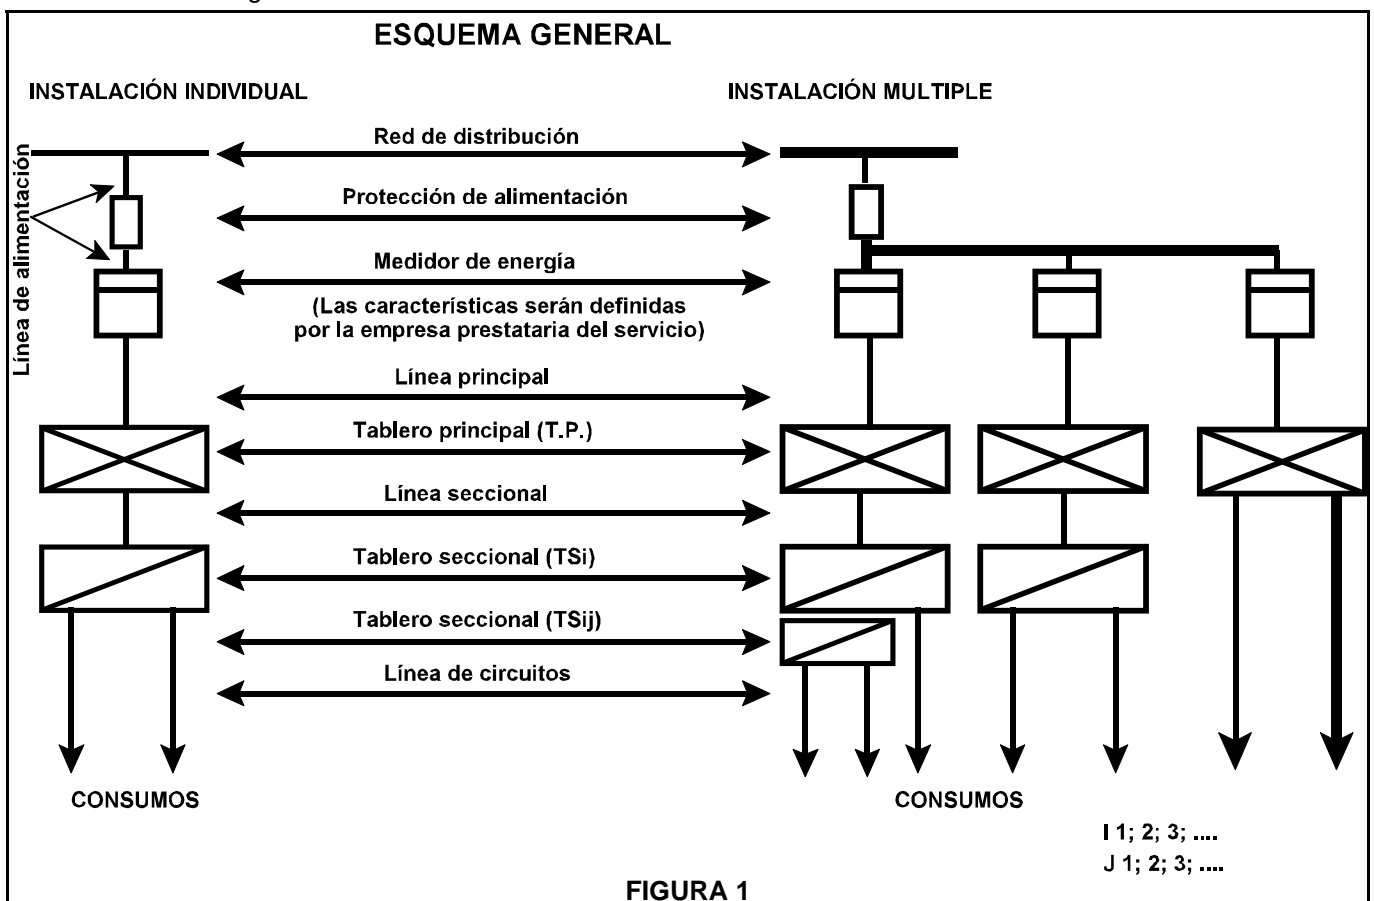 ESQUEMA GENERAL
INSTALACIÓN INDIVIDUAL
INSTALACIÓN MULTIPLE
Línea de alimentación
Red de distribución
Protección de alimentación
Medidor de energía
(Las características serán definidas
por la empresa prestataria del servicio)
Línea principal
Tablero principal (T.P.)
Línea seccional
Tablero seccional (TSi)
Tablero seccional (TSij)
Línea de circuitos
CONSUMOS
CONSUMOS
I 1; 2; 3; ....
J 1; 2; 3; ....
FIGURA 1